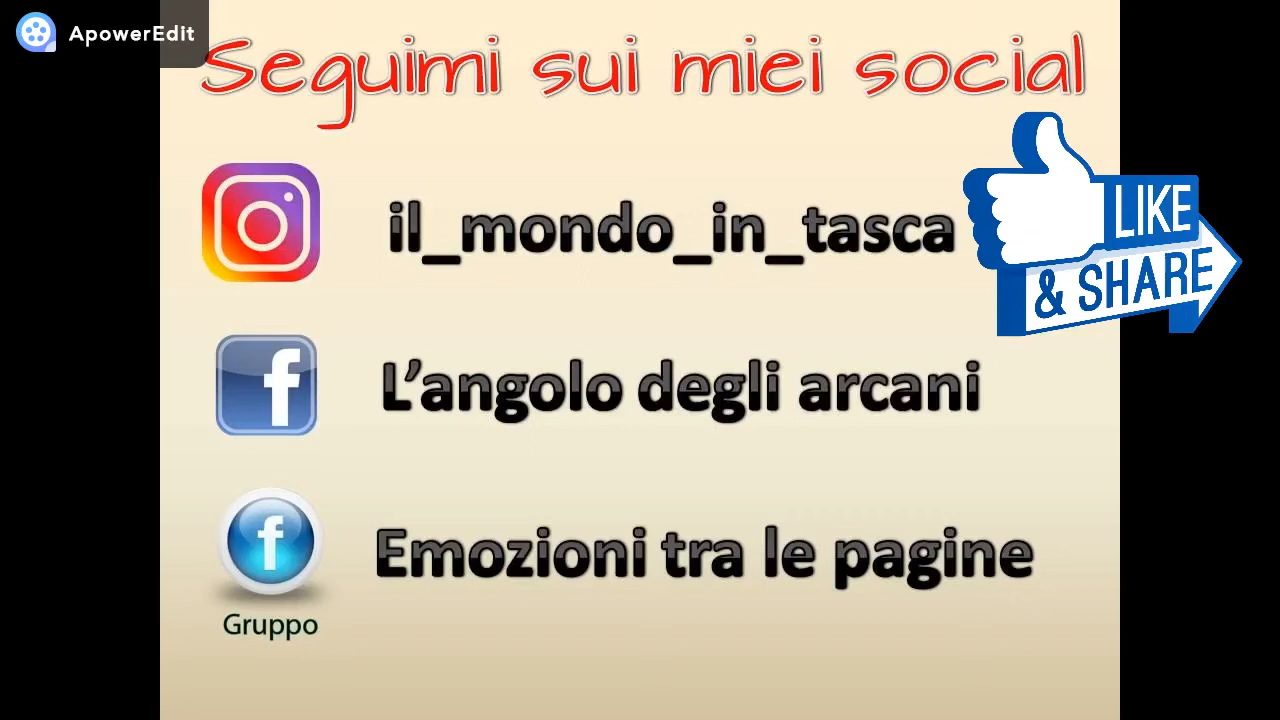 ApowerEdit
Seguimi sui miei social
il_mondo_in_tasca
LIKE
& SHARE
L’angolo degli arcani
Emozioni tra le pagine
Gruppo